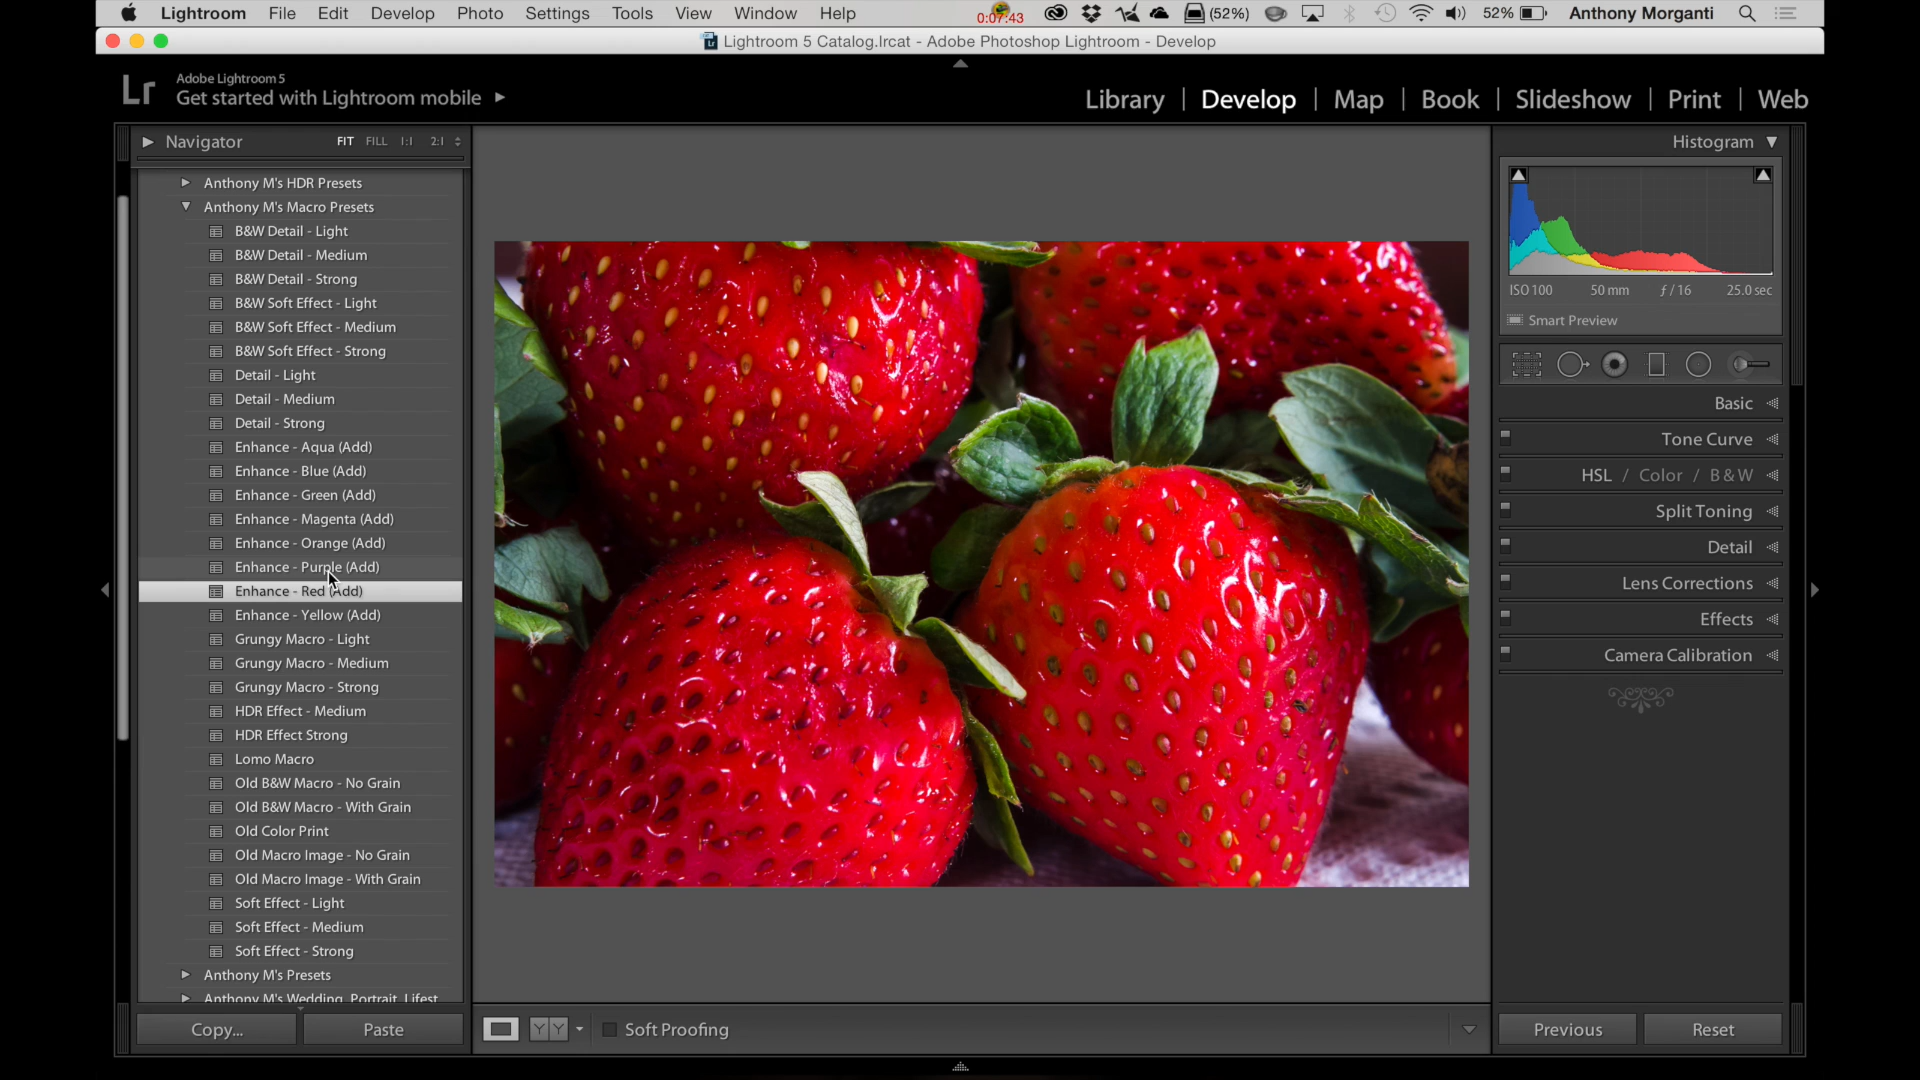 Lightroom File Edit Develop Photo Settings Tools View Window Help 0:07:43 (52%) 52% Anthony Morganti
Lightroom 5 Catalog.lrcat - Adobe Photoshop Lightroom - Develop
Lr
Adobe Lightroom 5
Get started with Lightroom mobile
Library | Develop | Map | Book | Slideshow | Print | Web
Navigator FIT FILL 1:1 2:1
Anthony M's HDR Presets
Anthony M's Macro Presets
B&W Detail - Light
B&W Detail - Medium
B&W Detail - Strong
B&W Soft Effect - Light
B&W Soft Effect - Medium
B&W Soft Effect - Strong
Detail - Light
Detail - Medium
Detail - Strong
Enhance - Aqua (Add)
Enhance - Blue (Add)
Enhance - Green (Add)
Enhance - Magenta (Add)
Enhance - Orange (Add)
Enhance - Purple (Add)
Enhance - Red (Add)
Enhance - Yellow (Add)
Grungy Macro - Light
Grungy Macro - Medium
Grungy Macro - Strong
HDR Effect - Medium
HDR Effect Strong
Lomo Macro
Old B&W Macro - No Grain
Old B&W Macro - With Grain
Old Color Print
Old Macro Image - No Grain
Old Macro Image - With Grain
Soft Effect - Light
Soft Effect - Medium
Soft Effect - Strong
Anthony M's Presets
Anthony M's Wedding, Portrait, Lifest
Copy... Paste
YY Soft Proofing
Histogram
ISO 100 50 mm ƒ / 16 25.0 sec
Smart Preview
Basic
Tone Curve
HSL / Color / B & W
Split Toning
Detail
Lens Corrections
Effects
Camera Calibration
Previous Reset